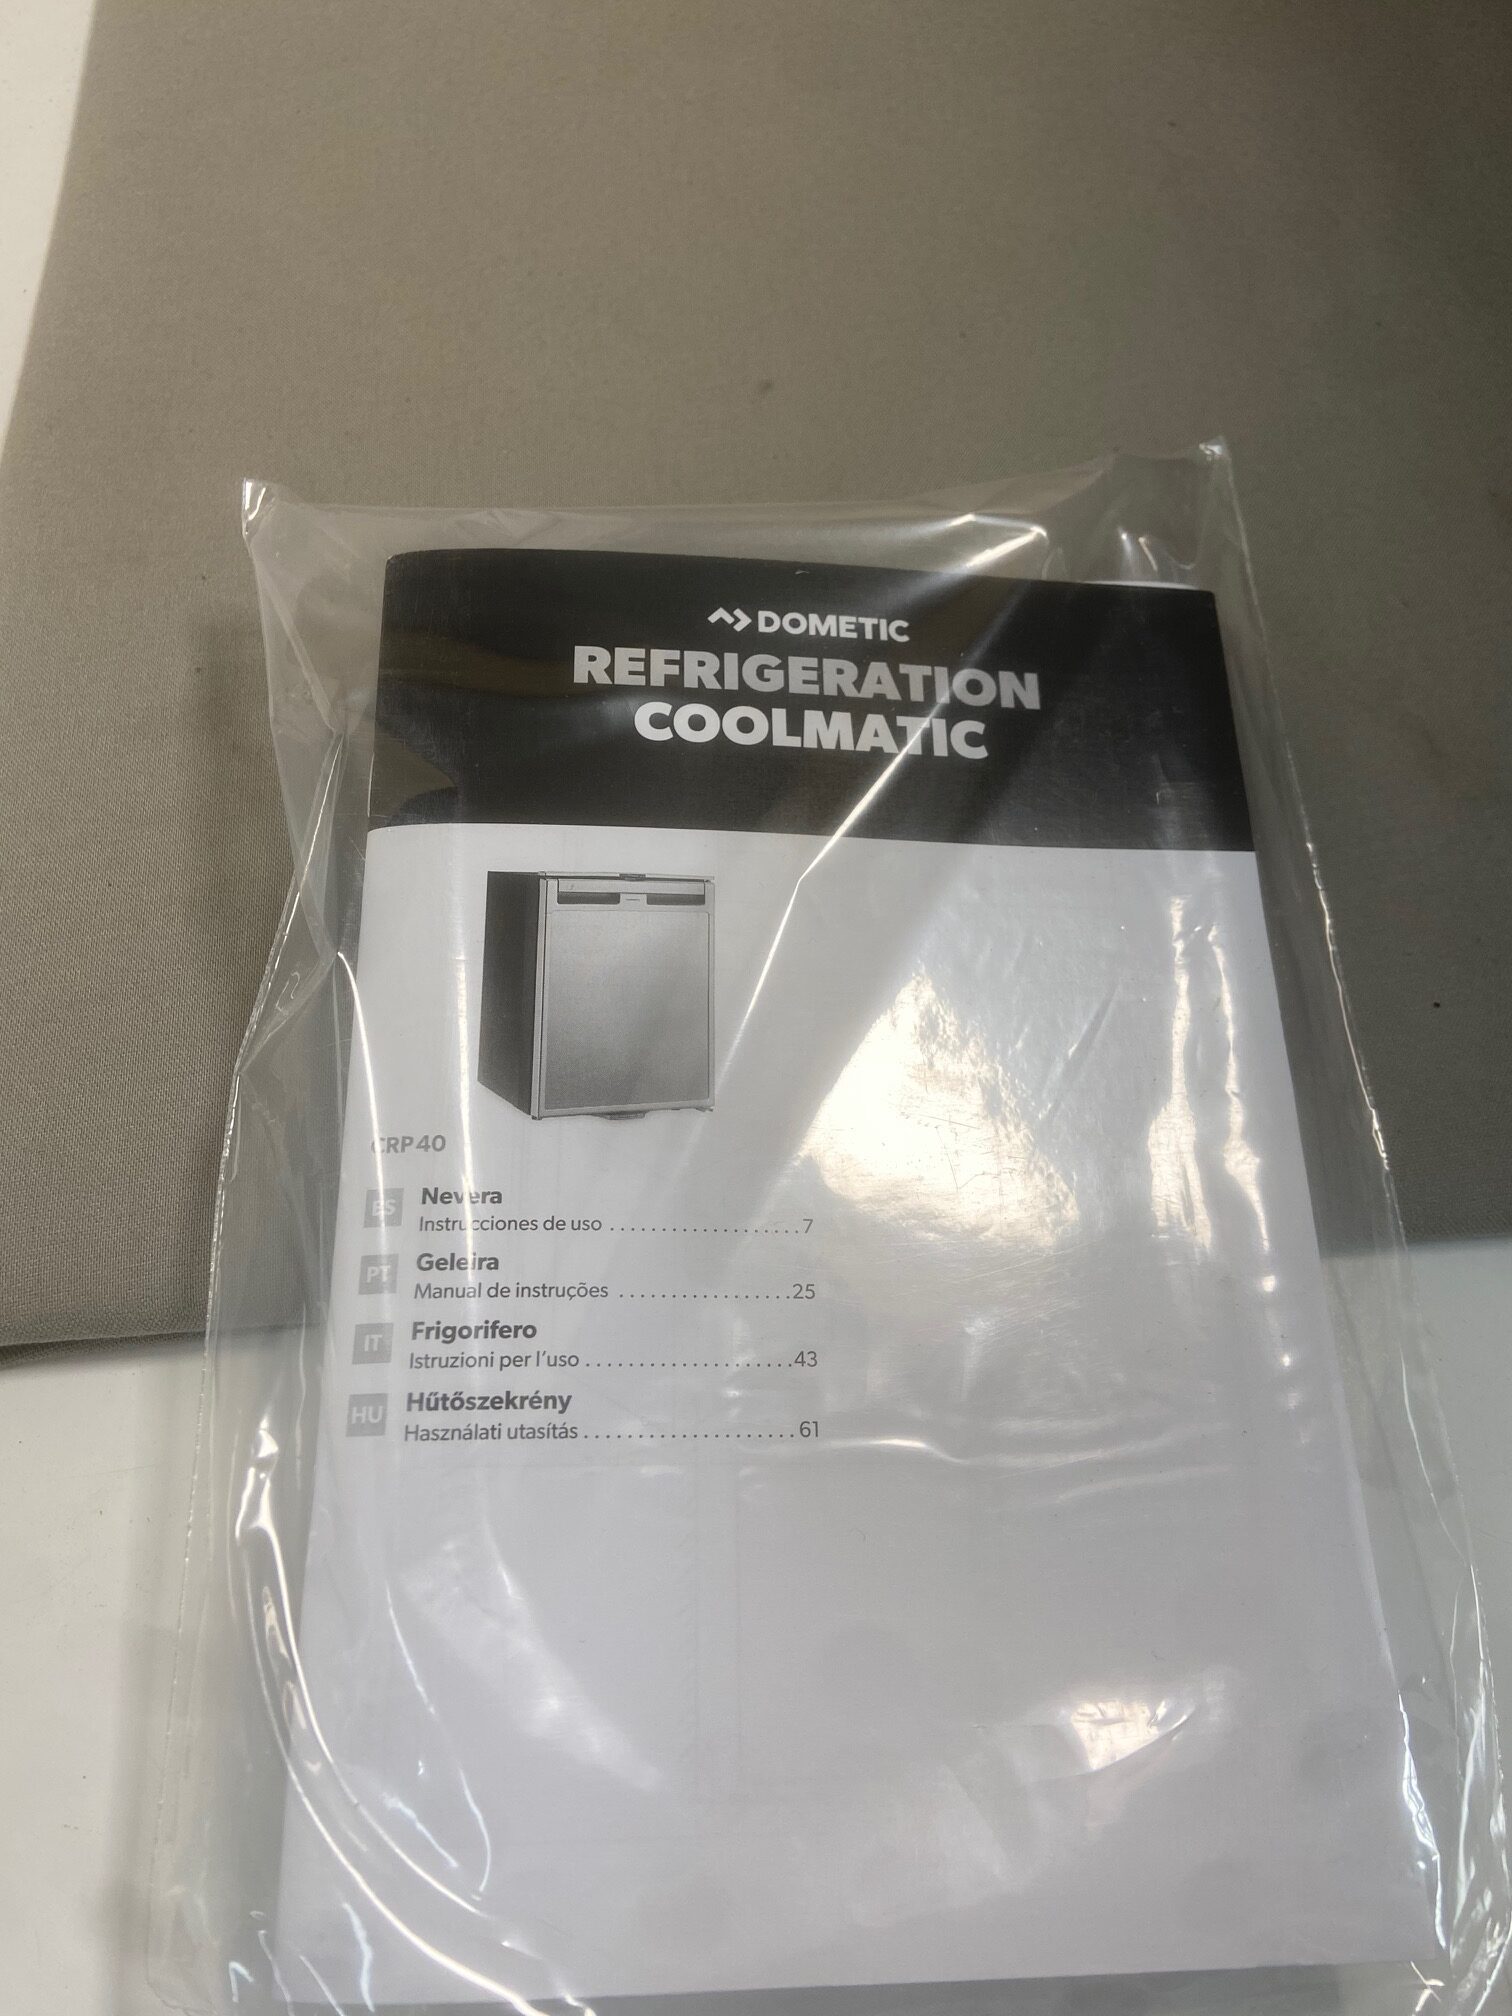 DOMETIC
REFRIGERATION
COOLMATIC
CRP40
ES Nevera
Instrucciones de uso . . . . . . . . . . . . . . . . . . . 7
PT Geleira
Manual de instruções . . . . . . . . . . . . . . . . . 25
IT Frigorifero
Istruzioni per l'uso . . . . . . . . . . . . . . . . . . . . 43
HU Hűtőszekrény
Használati utasítás . . . . . . . . . . . . . . . . . . . . 61